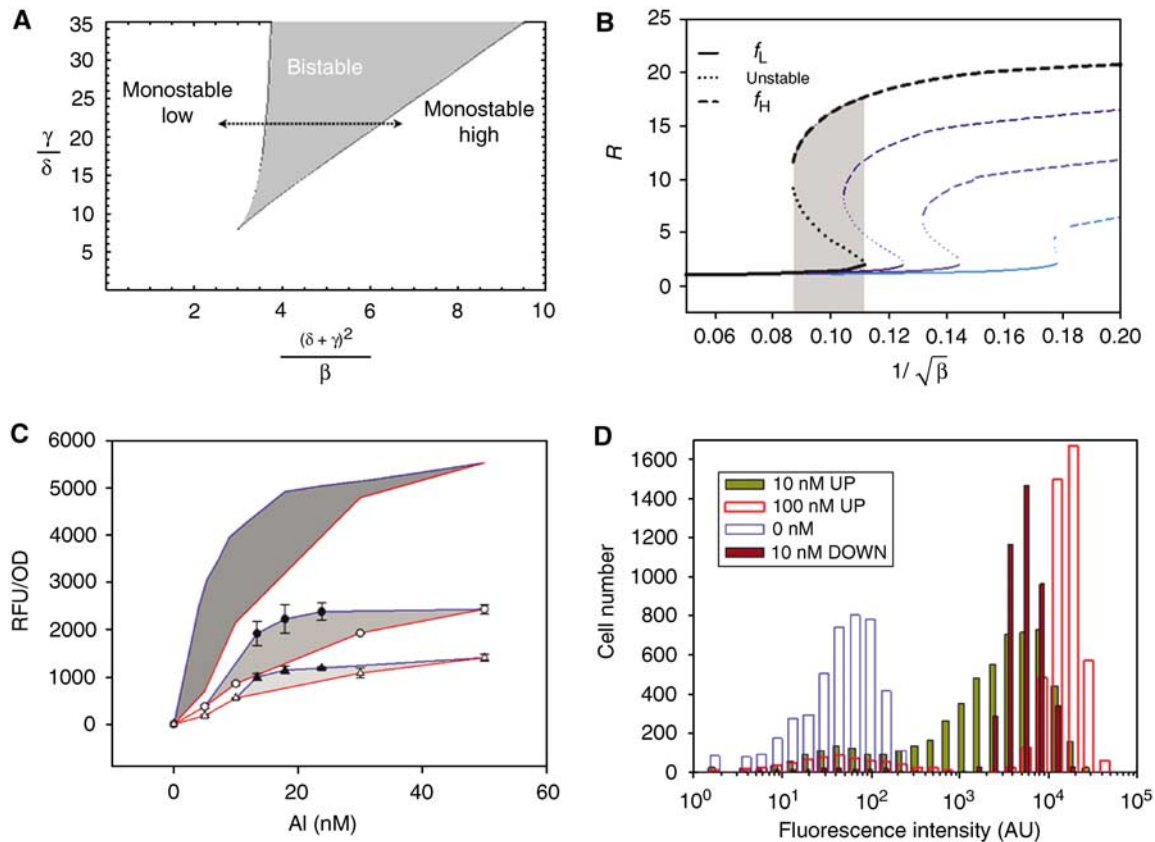 A
35
30
25
20
15
10
5
γ
δ
Bistable
Monostable
low
Monostable
high
2 4 6 8 10
(δ + γ)²
β
B
25
20
15
10
5
0
R
f_L
Unstable
f_H
0.06 0.08 0.10 0.12 0.14 0.16 0.18 0.20
1/√β
C
6000
5000
4000
3000
2000
1000
0
RFU/OD
0 20 40 60
AI (nM)
D
1600
1400
1200
1000
800
600
400
200
0
Cell number
10 nM UP
100 nM UP
0 nM
10 nM DOWN
10⁰ 10¹ 10² 10³ 10⁴ 10⁵
Fluorescence intensity (AU)